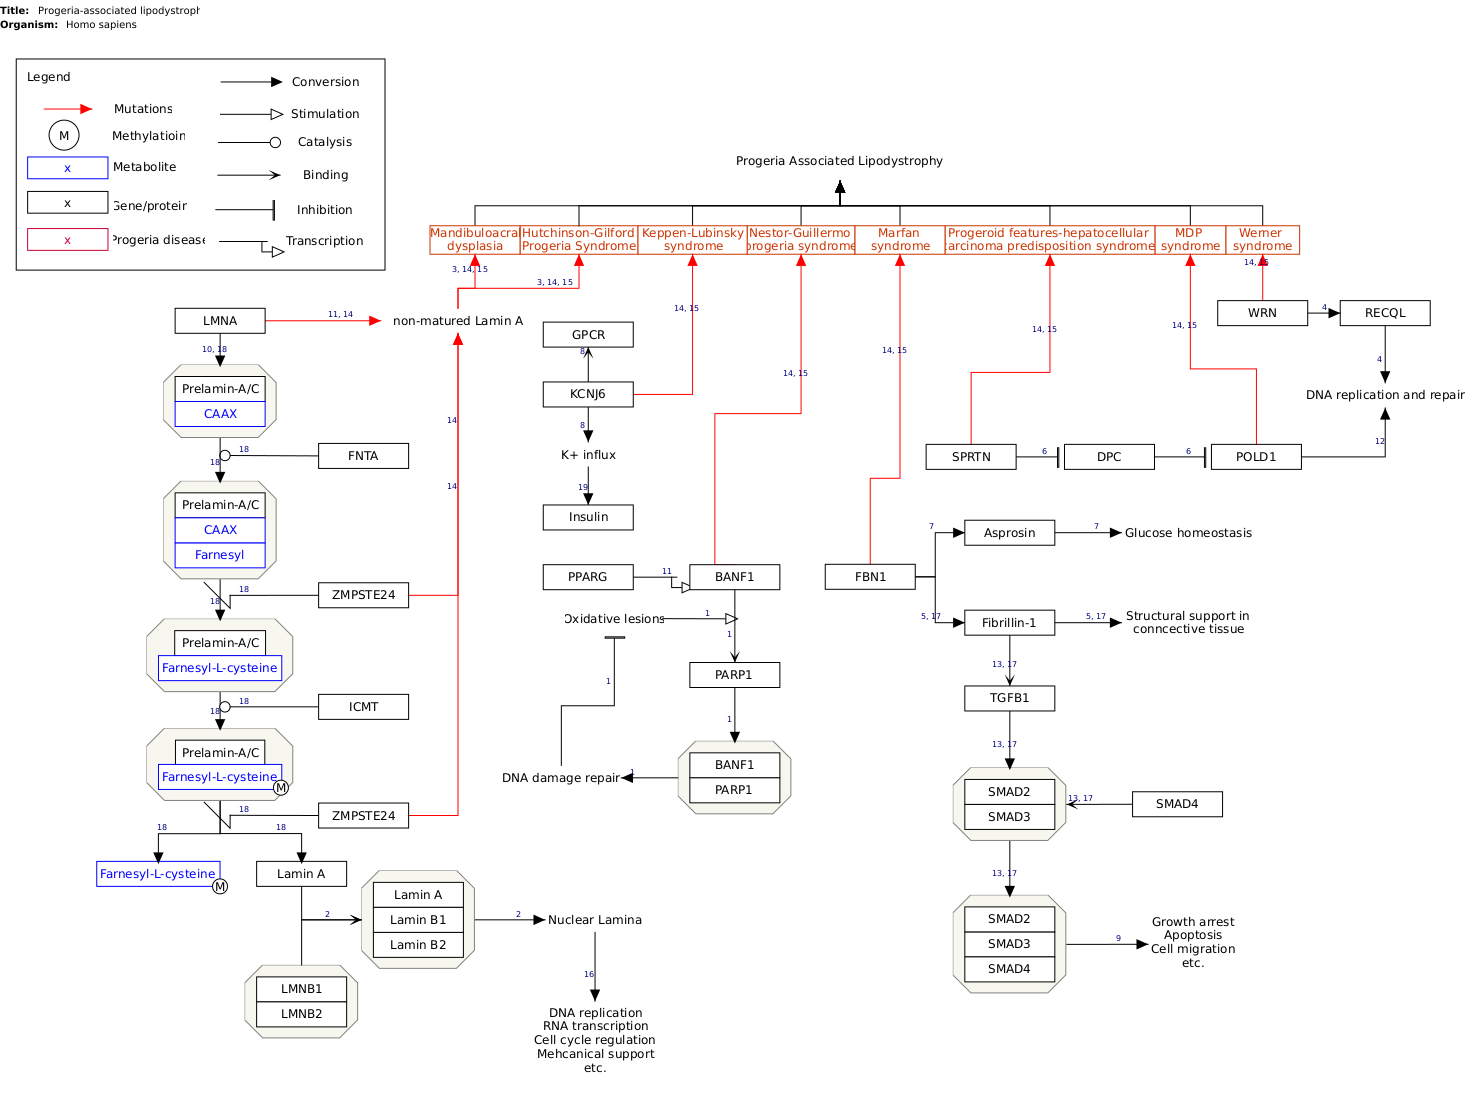 Title: Progeria-associated lipodystroph
Organism: Homo sapiens
Legend
Mutations
M
Methylatioin
x
Metabolite
x
Gene/protein
x
Progeria disease
Conversion
Stimulation
Catalysis
Binding
Inhibition
Transcription
Progeria Associated Lipodystrophy
Mandibuloacral
dysplasia
Hutchinson-Gilford
Progeria Syndrome
Keppen-Lubinsky
syndrome
Nestor-Guillermo
progeria syndrome
Marfan
syndrome
Progeroid features-hepatocellular
carcinoma predisposition syndrome
MDP
syndrome
Werner
syndrome
3, 14, 15
3, 14, 15
14, 15
14, 15
14, 15
14, 15
14, 15
14, 15
LMNA
11, 14
non-matured Lamin A
10, 18
Prelamin-A/C
CAAX
18
18
FNTA
Prelamin-A/C
CAAX
Farnesyl
18
18
ZMPSTE24
14
14
Prelamin-A/C
Farnesyl-L-cysteine
18
18
ICMT
Prelamin-A/C
Farnesyl-L-cysteine
M
18
ZMPSTE24
18
18
Farnesyl-L-cysteine
M
Lamin A
2
Lamin A
Lamin B1
Lamin B2
2
Nuclear Lamina
LMNB1
LMNB2
16
DNA replication
RNA transcription
Cell cycle regulation
Mehcanical support
etc.
GPCR
8
KCNJ6
8
K+ influx
19
Insulin
PPARG
11
BANF1
Oxidative lesions
1
1
PARP1
1
1
BANF1
PARP1
1
DNA damage repair
WRN
4
RECQL
4
DNA replication and repair
12
SPRTN
6
DPC
6
POLD1
FBN1
7
Asprosin
7
Glucose homeostasis
5, 17
Fibrillin-1
5, 17
Structural support in
conncective tissue
13, 17
TGFB1
13, 17
SMAD2
SMAD3
13, 17
SMAD4
13, 17
SMAD2
SMAD3
SMAD4
9
Growth arrest
Apoptosis
Cell migration
etc.